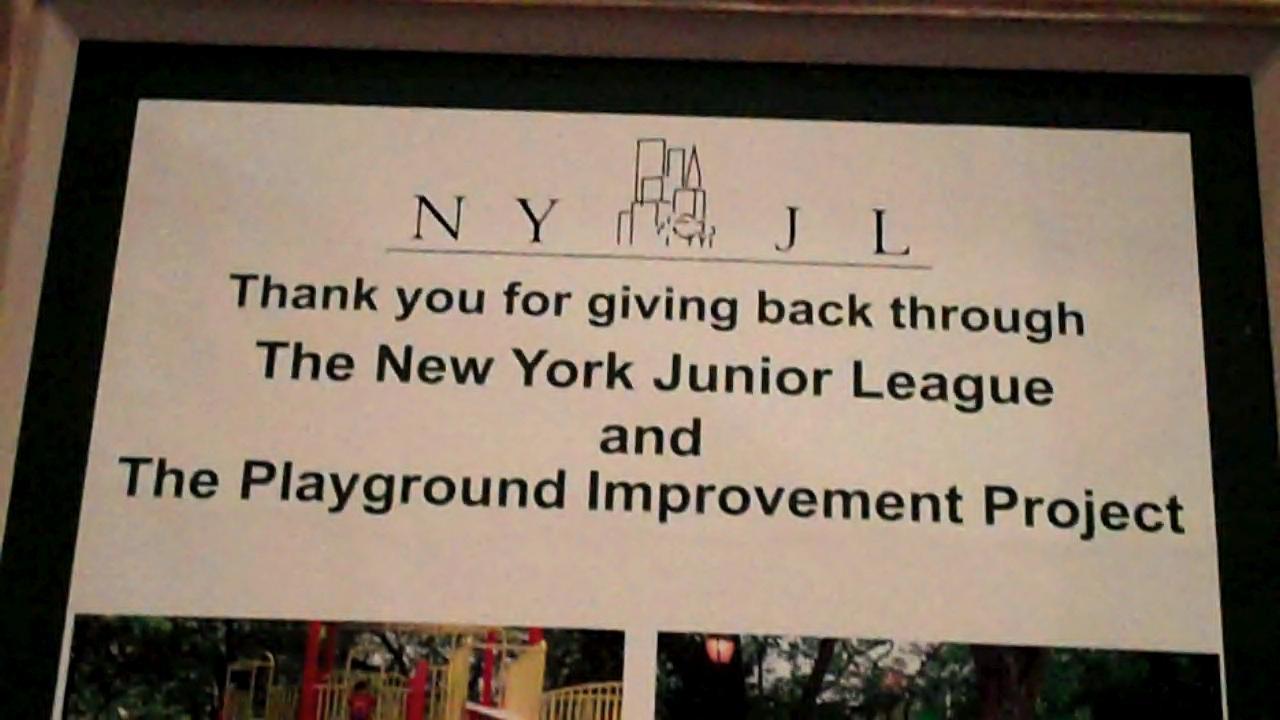 N Y J L
Thank you for giving back through
The New York Junior League
and
The Playground Improvement Project